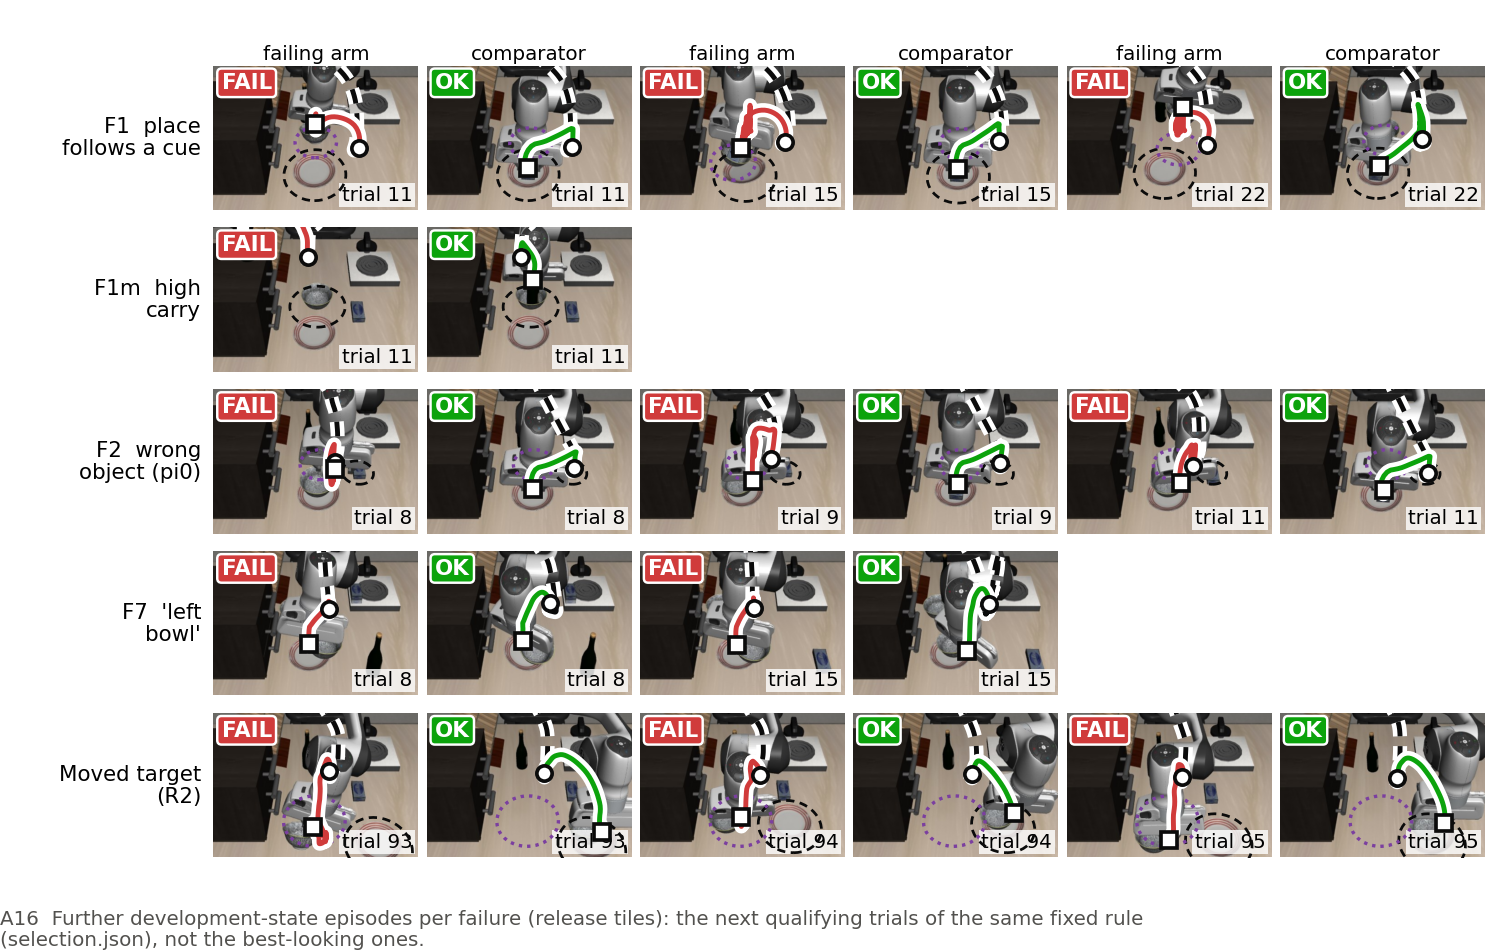 failing arm comparator failing arm comparator failing arm comparator
F1 place
follows a cue
FAIL OK FAIL OK FAIL OK
trial 11 trial 11 trial 15 trial 15 trial 22 trial 22
F1m high
carry
FAIL OK
trial 11 trial 11
F2 wrong
object (pi0)
FAIL OK FAIL OK FAIL OK
trial 8 trial 8 trial 9 trial 9 trial 11 trial 11
F7 'left
bowl'
FAIL OK FAIL OK
trial 8 trial 8 trial 15 trial 15
Moved target
(R2)
FAIL OK FAIL OK FAIL OK
trial 93 trial 93 trial 94 trial 94 trial 95 trial 95
A16 Further development-state episodes per failure (release tiles): the next qualifying trials of the same fixed rule
(selection.json), not the best-looking ones.